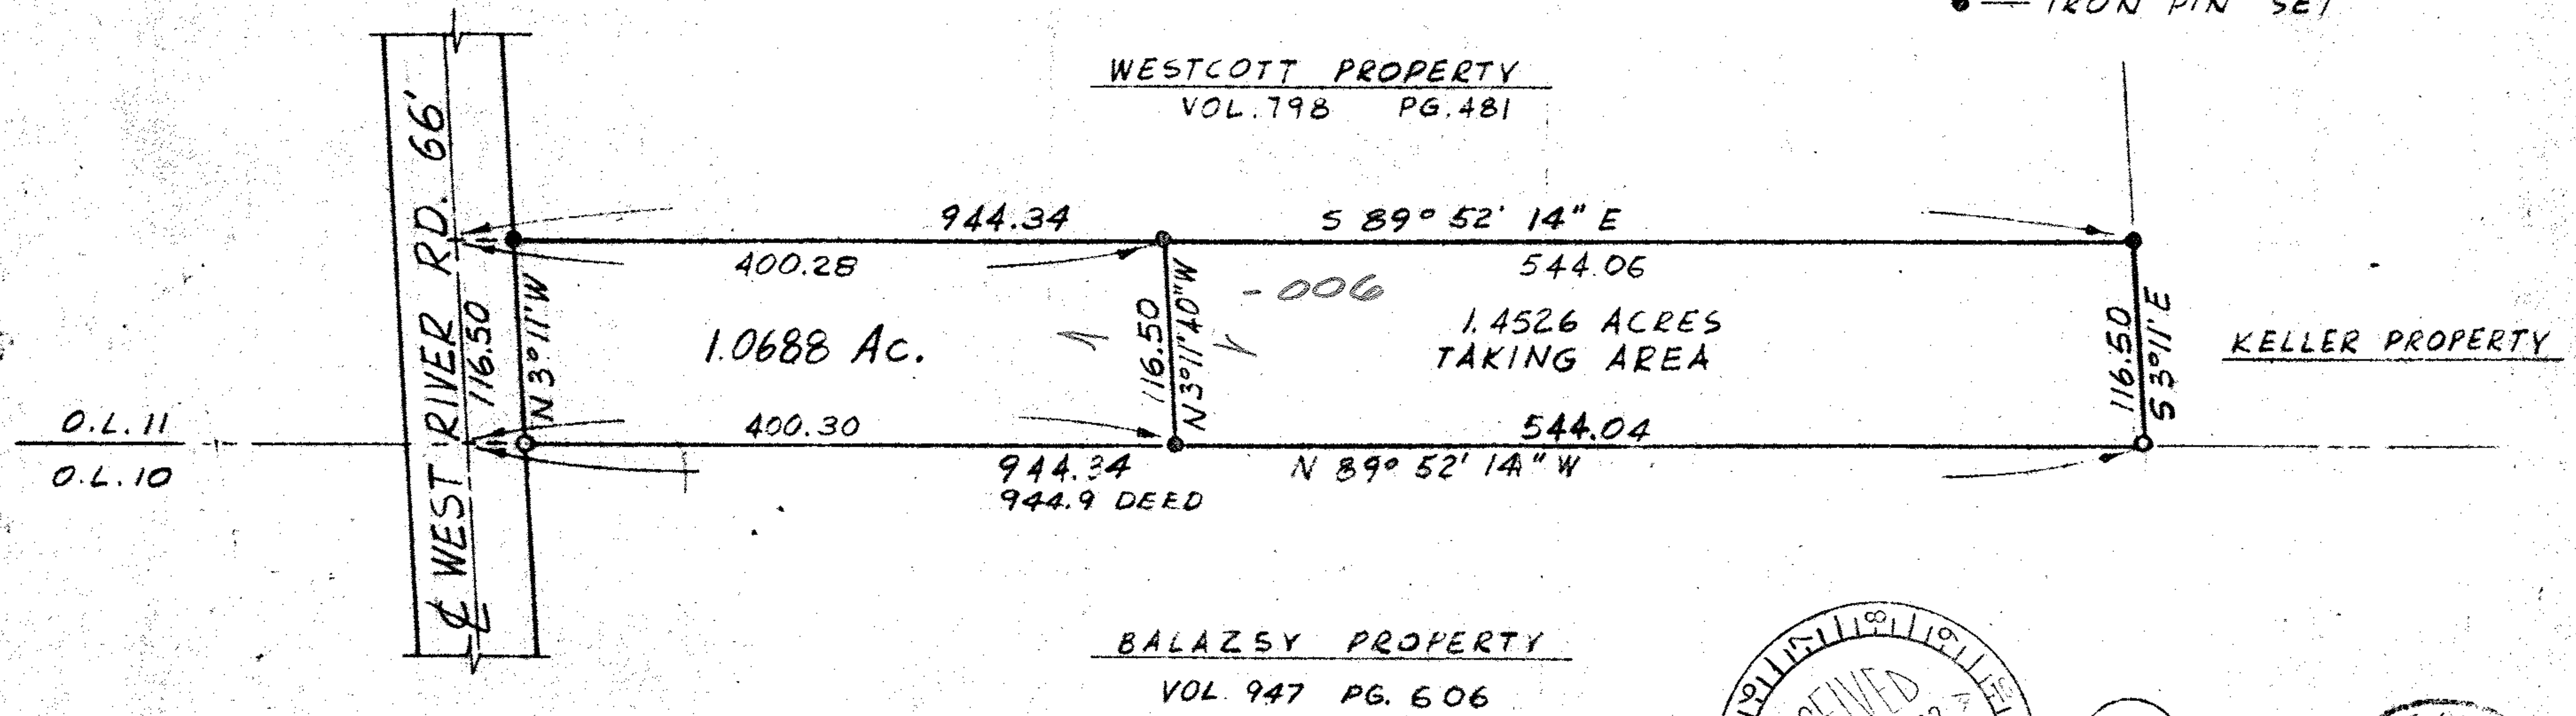 ● — IRON PIN SET
WESTCOTT PROPERTY
VOL. 798 PG. 481
℄ WEST RIVER RD. 66'
944.34
S 89° 52' 14" E
400.28
544.06
- 006
116.50
N 3°11' W
1.0688 Ac.
116.50
N 3°11'40" W
1.4526 ACRES
TAKING AREA
116.50
S 3°11' E
KELLER PROPERTY
O.L. 11
O.L. 10
400.30
544.04
944.34
N 89° 52' 14" W
944.9 DEED
BALAZSY PROPERTY
VOL. 947 PG. 606